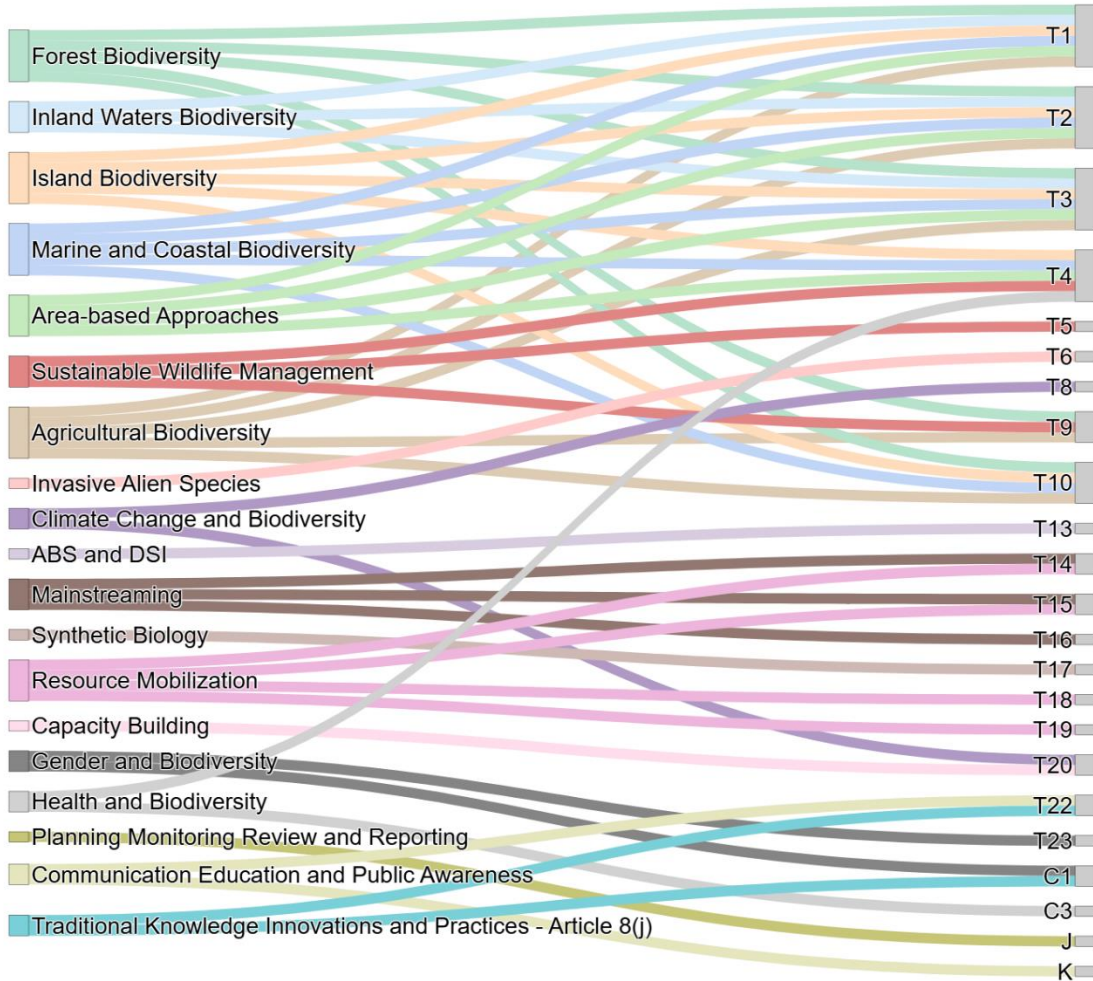 Forest Biodiversity
Inland Waters Biodiversity
Island Biodiversity
Marine and Coastal Biodiversity
Area-based Approaches
Sustainable Wildlife Management
Agricultural Biodiversity
Invasive Alien Species
Climate Change and Biodiversity
ABS and DSI
Mainstreaming
Synthetic Biology
Resource Mobilization
Capacity Building
Gender and Biodiversity
Health and Biodiversity
Planning Monitoring Review and Reporting
Communication Education and Public Awareness
Traditional Knowledge Innovations and Practices - Article 8(j)
T1
T2
T3
T4
T5
T6
T8
T9
T10
T13
T14
T15
T16
T17
T18
T19
T20
T22
T23
C1
C3
J
K